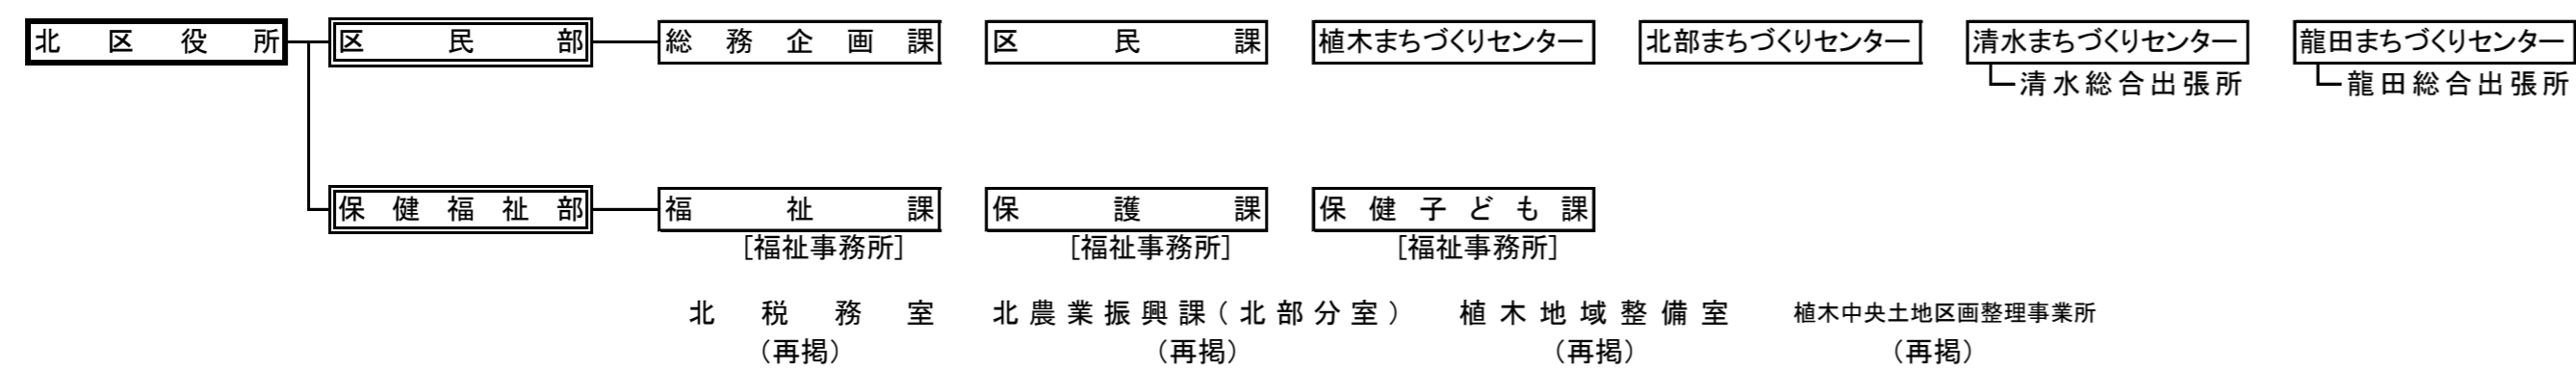 北区役所 区民部 総務企画課 区民課 植木まちづくりセンター 北部まちづくりセンター 清水まちづくりセンター 龍田まちづくりセンター
清水総合出張所 龍田総合出張所
保健福祉部 福祉課 保護課 保健子ども課
[福祉事務所] [福祉事務所] [福祉事務所]
北税務室 北農業振興課(北部分室) 植木地域整備室 植木中央土地区画整理事業所
(再掲) (再掲) (再掲) (再掲)